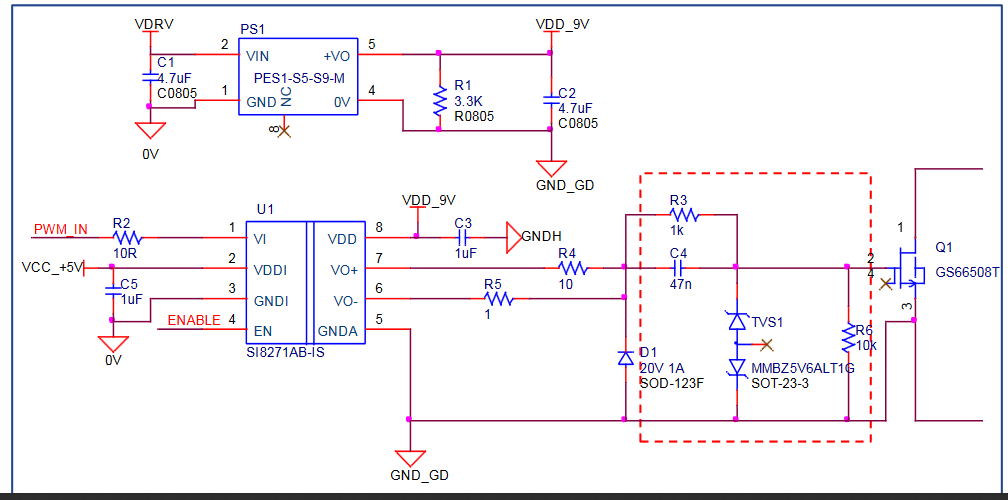 VDRV
PS1
VDD_9V
2
VIN
+VO
5
C1
4.7uF
C0805
PES1-S5-S9-M
R1
3.3K
R0805
C2
4.7uF
C0805
1
GND
NC
0V
4
8
0V
GND_GD
VDD_9V
U1
R3
1k
PWM_IN
R2
10R
1
VI
VDD
8
C3
1uF
GNDH
1
Q1
GS66508T
VCC_+5V
2
VDDI
VO+
7
R4
10
C4
47n
2
4
C5
1uF
3
GNDI
VO-
6
R5
1
3
ENABLE
4
EN
GNDA
5
TVS1
R6
10k
SI8271AB-IS
0V
D1
20V 1A
SOD-123F
MMBZ5V6ALT1G
SOT-23-3
GND_GD